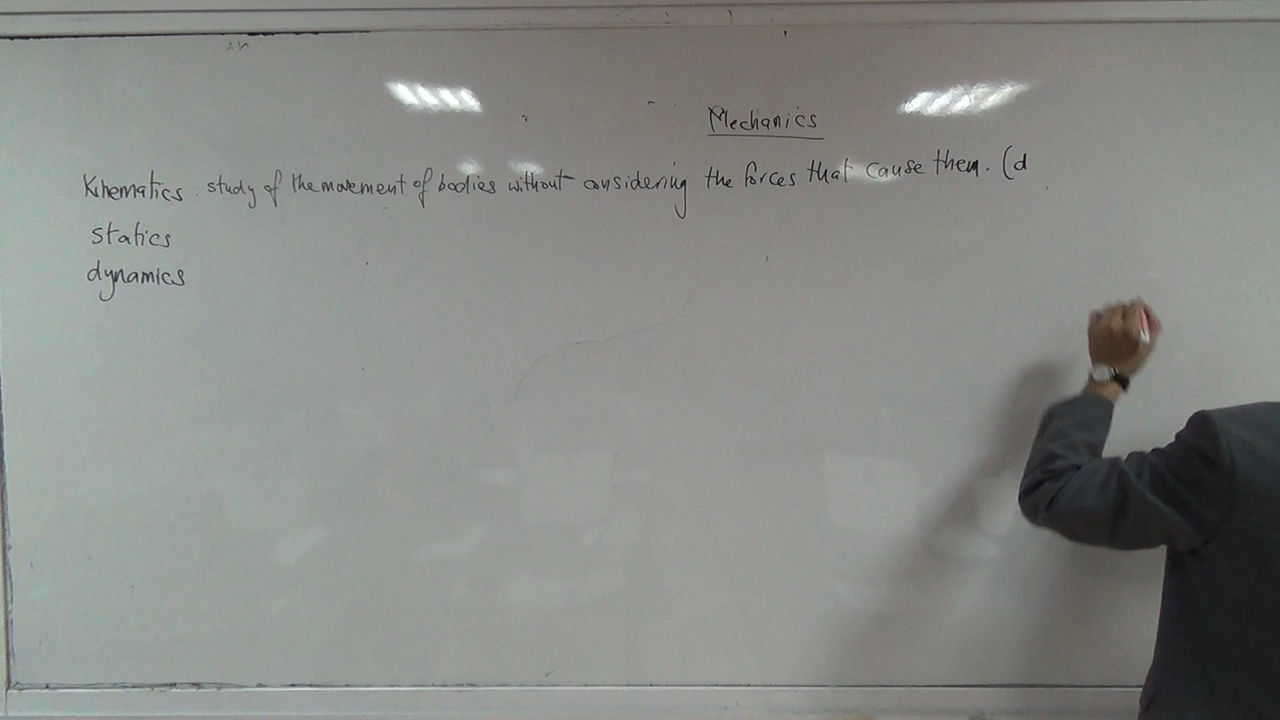 Mechanics
Kinematics. study of the movement of bodies without considering the forces that cause them. (d
statics
dynamics